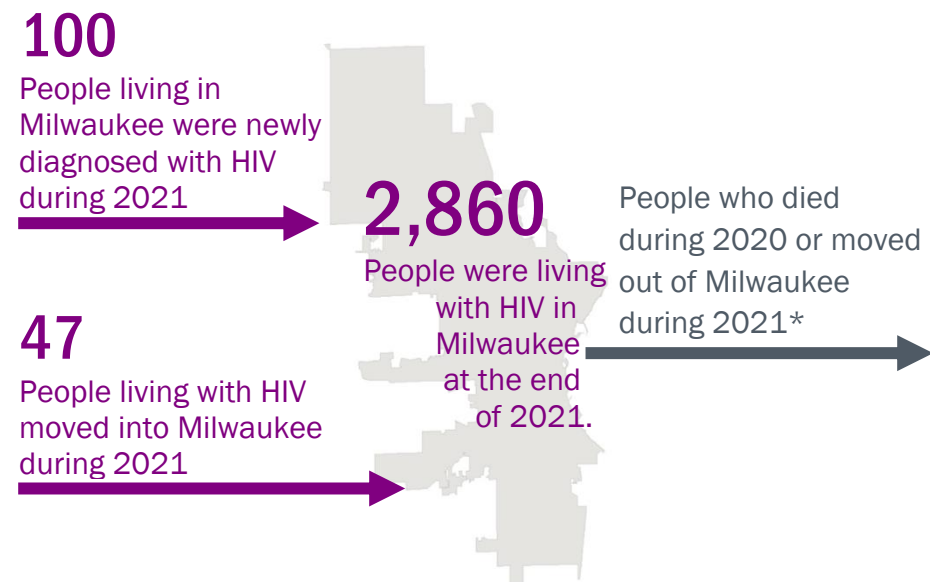 100
People living in
Milwaukee were newly
diagnosed with HIV
during 2021
47
People living with HIV
moved into Milwaukee
during 2021
2,860
People were living
with HIV in
Milwaukee
at the end
of 2021.
People who died
during 2020 or moved
out of Milwaukee
during 2021*